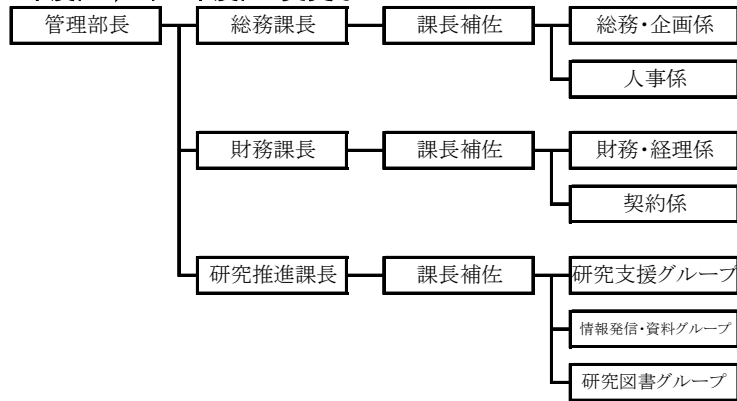 管理部長 総務課長 課長補佐 総務・企画係
人事係
財務課長 課長補佐 財務・経理係
契約係
研究推進課長 課長補佐 研究支援グループ
情報発信・資料グループ
研究図書グループ